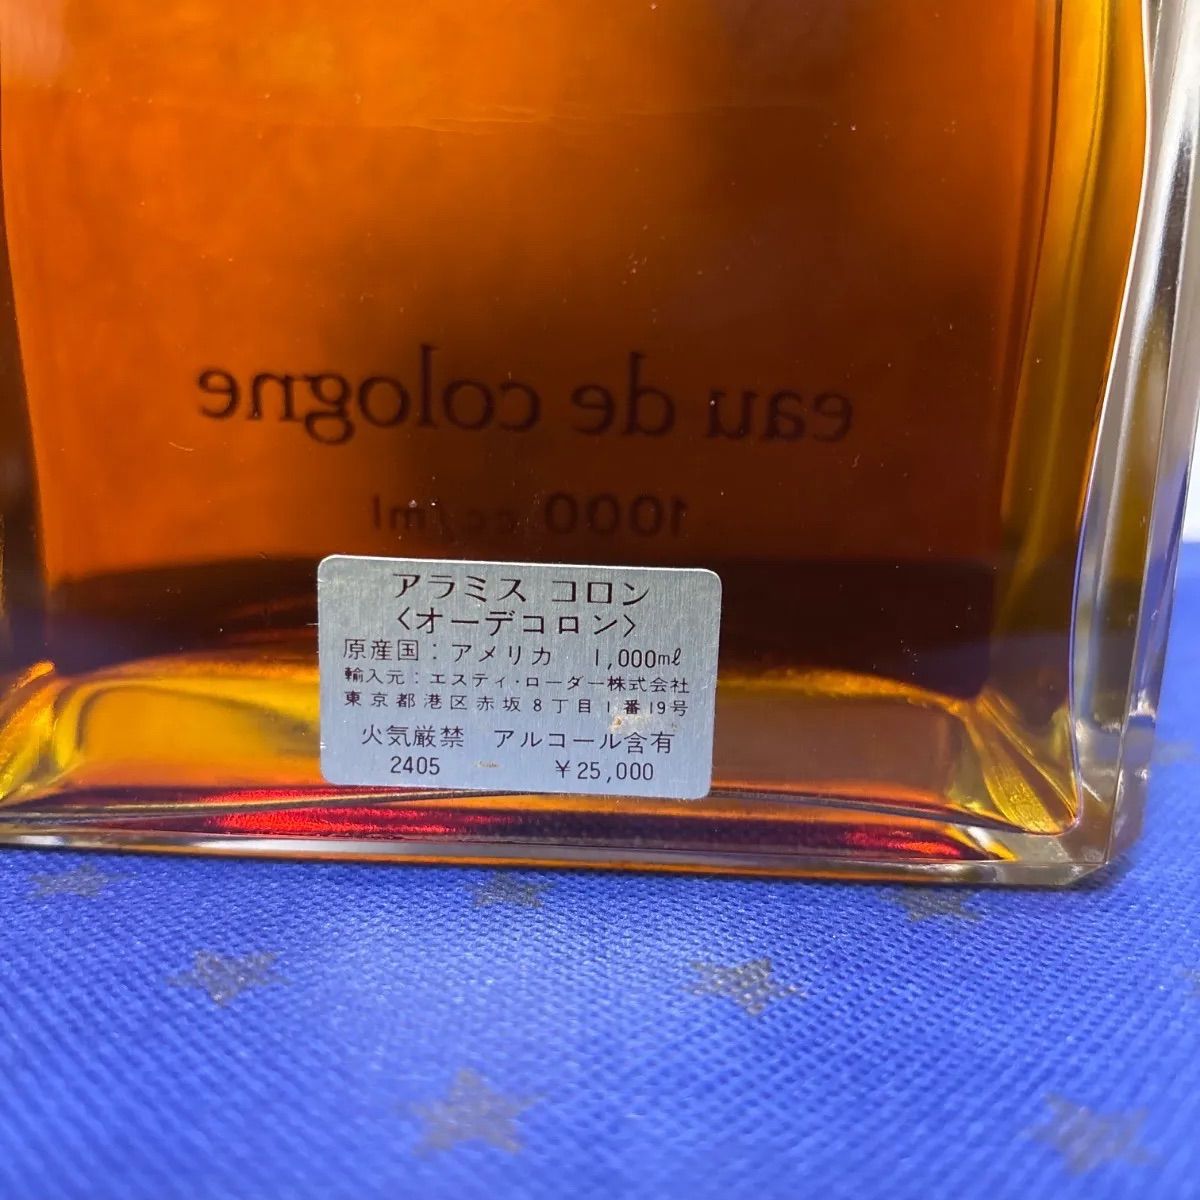 eau de cologne
1000 cc/ml
アラミス コロン
〈オーデコロン〉
原産国:アメリカ 1,000ml
輸入元:エスティ・ローダー株式会社
東京都港区赤坂8丁目1番19号
火気厳禁 アルコール含有
2405 ￥25,000